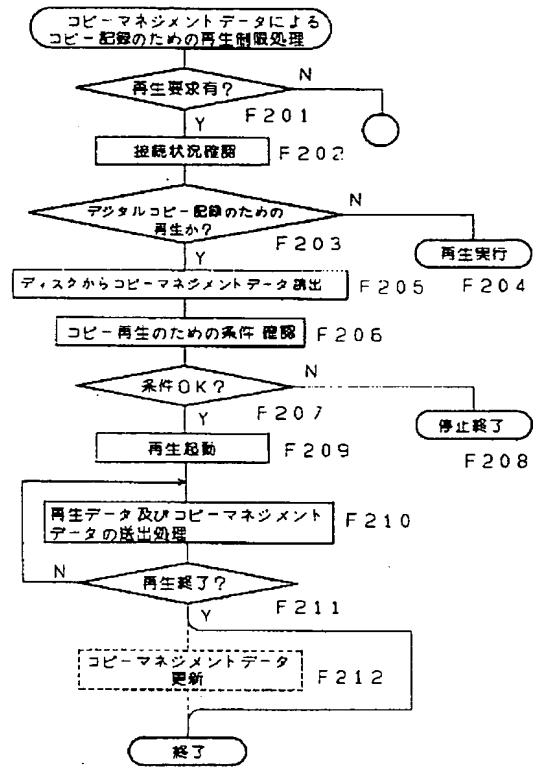 コピーマネジメントデータによる
コピー記録のための再生制限処理
再生要求有?
N
F201
Y
接続状況確認
F202
デジタルコピー記録のための
再生か?
N
F203
Y
再生実行
F204
ディスクからコピーマネジメントデータ読出
F205
コピー再生のための条件確認
F206
条件OK?
N
F207
Y
停止終了
F208
再生起動
F209
再生データ及びコピーマネジメント
データの送出処理
F210
再生終了?
N
F211
Y
コピーマネジメントデータ
更新
F212
終了